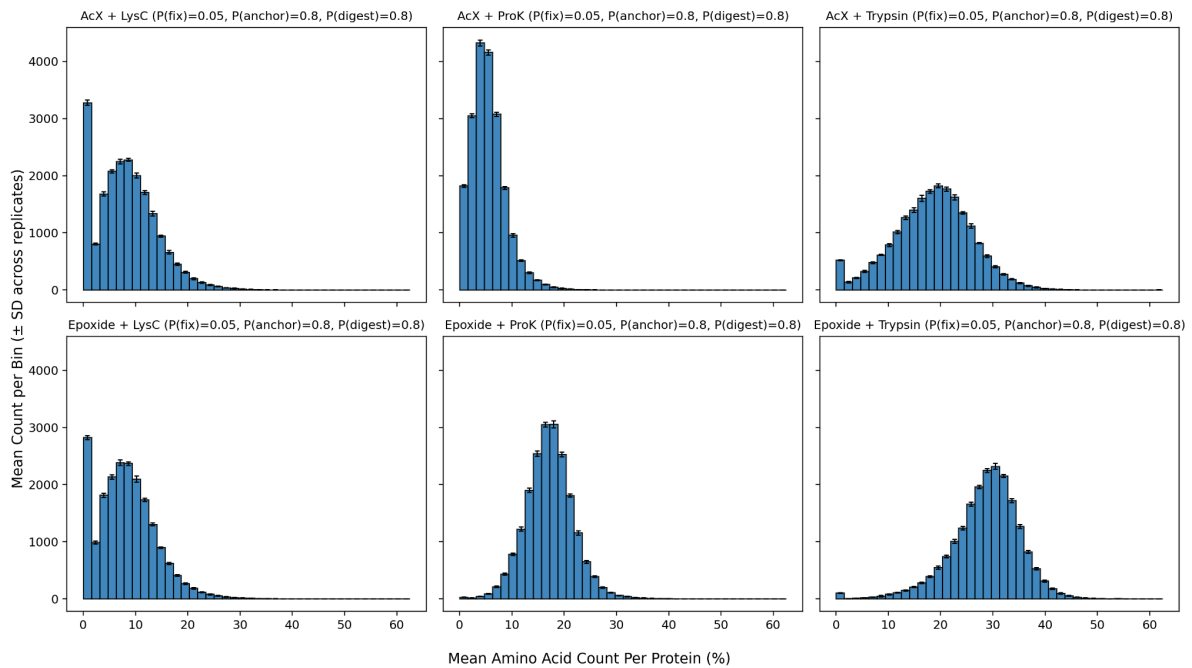 AcX + LysC (P(fix)=0.05, P(anchor)=0.8, P(digest)=0.8)
AcX + ProK (P(fix)=0.05, P(anchor)=0.8, P(digest)=0.8)
AcX + Trypsin (P(fix)=0.05, P(anchor)=0.8, P(digest)=0.8)
4000
3000
2000
1000
0
Mean Count per Bin (± SD across replicates)
Epoxide + LysC (P(fix)=0.05, P(anchor)=0.8, P(digest)=0.8)
Epoxide + ProK (P(fix)=0.05, P(anchor)=0.8, P(digest)=0.8)
Epoxide + Trypsin (P(fix)=0.05, P(anchor)=0.8, P(digest)=0.8)
4000
3000
2000
1000
0
0 10 20 30 40 50 60
0 10 20 30 40 50 60
0 10 20 30 40 50 60
Mean Amino Acid Count Per Protein (%)